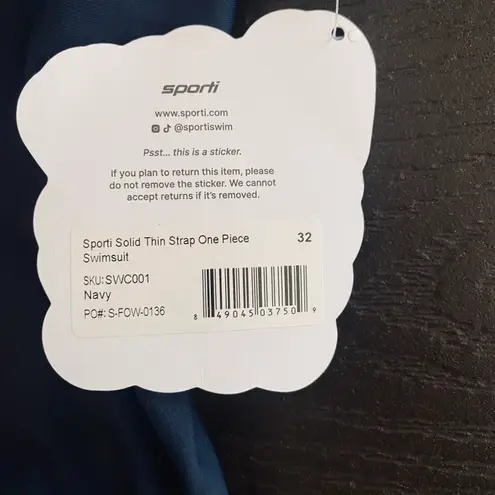 sporti
www.sporti.com
@sportiswim
Psst... this is a sticker.
If you plan to return this item, please
do not remove the sticker. We cannot
accept returns if it's removed.
Sporti Solid Thin Strap One Piece 32
Swimsuit
SKU: SWC001
Navy
PO#: S-FOW-0136
8 49045 03750 9